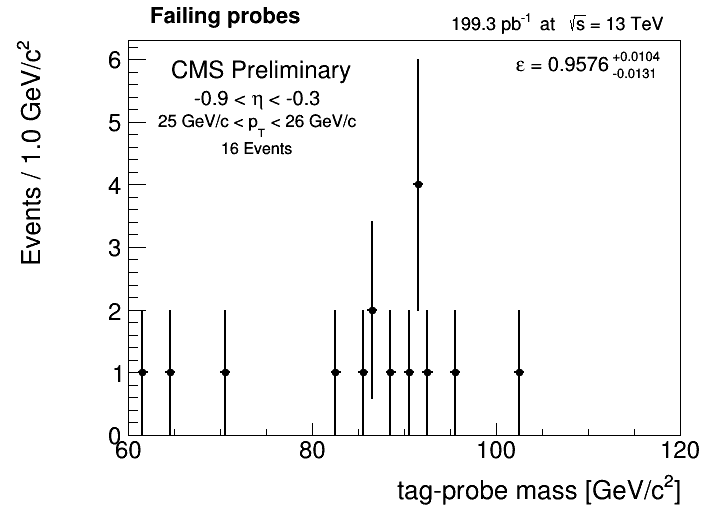 Failing probes
199.3 pb⁻¹ at √s = 13 TeV
CMS Preliminary
-0.9 < η < -0.3
25 GeV/c < p_T < 26 GeV/c
16 Events
ε = 0.9576 +0.0104 -0.0131
Events / 1.0 GeV/c²
6
5
4
3
2
1
0
60 80 100 120
tag-probe mass [GeV/c²]